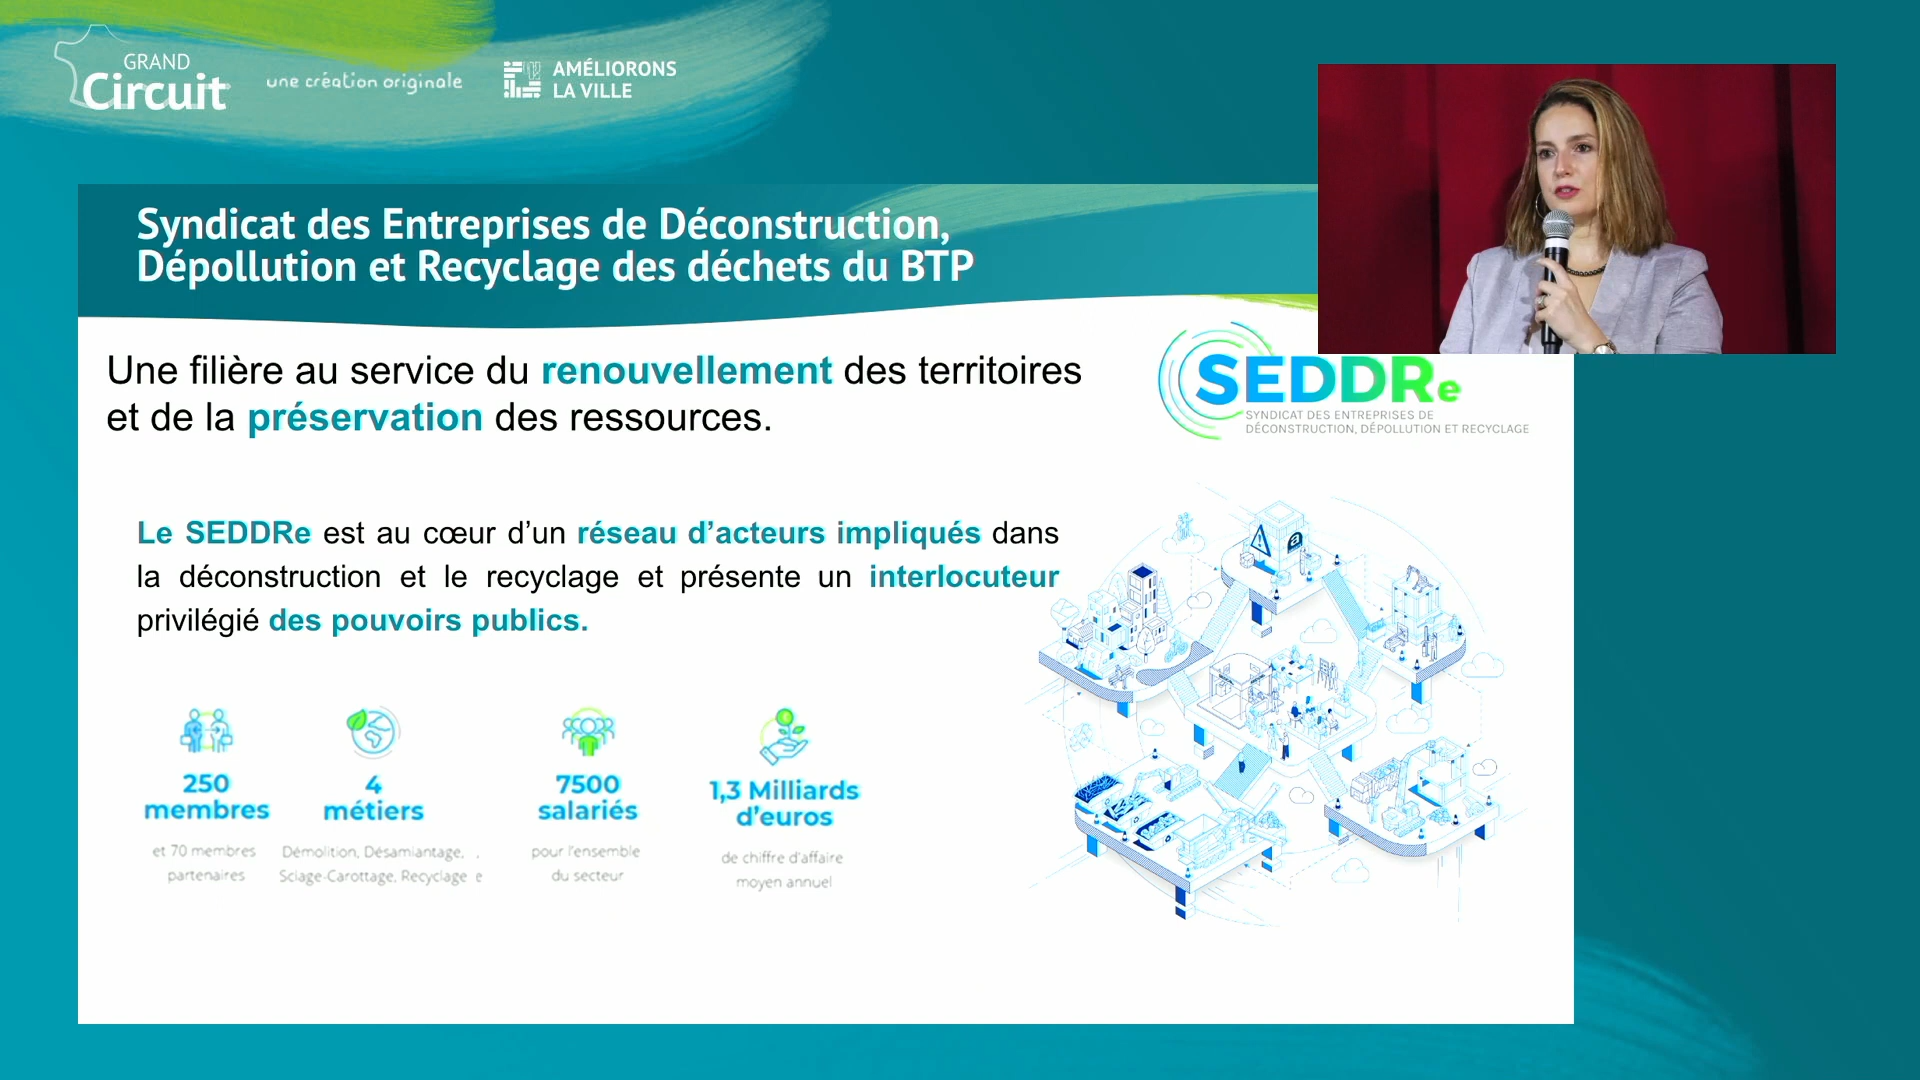 GRAND
Circuit
une création originale
AMÉLIORONS
LA VILLE
Syndicat des Entreprises de Déconstruction,
Dépollution et Recyclage des déchets du BTP
Une filière au service du renouvellement des territoires
et de la préservation des ressources.
SEDDRe
SYNDICAT DES ENTREPRISES DE
DÉCONSTRUCTION, DÉPOLLUTION ET RECYCLAGE
Le SEDDRe est au cœur d’un réseau d’acteurs impliqués dans
la déconstruction et le recyclage et présente un interlocuteur
privilégié des pouvoirs publics.
250
membres
et 70 membres
partenaires
4
métiers
Démolition, Désamiantage,
Sciage-Carottage, Recyclage e
7500
salariés
pour l'ensemble
du secteur
1,3 Milliards
d'euros
de chiffre d'affaire
moyen annuel